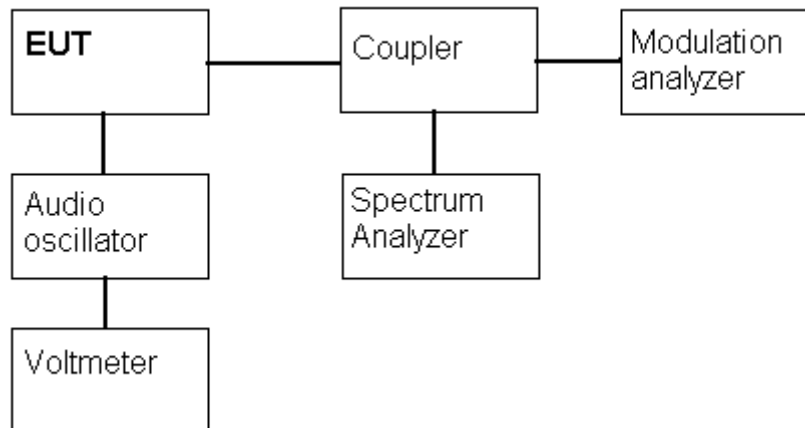 EUT
Coupler
Modulation
analyzer
Audio
oscillator
Spectrum
Analyzer
Voltmeter